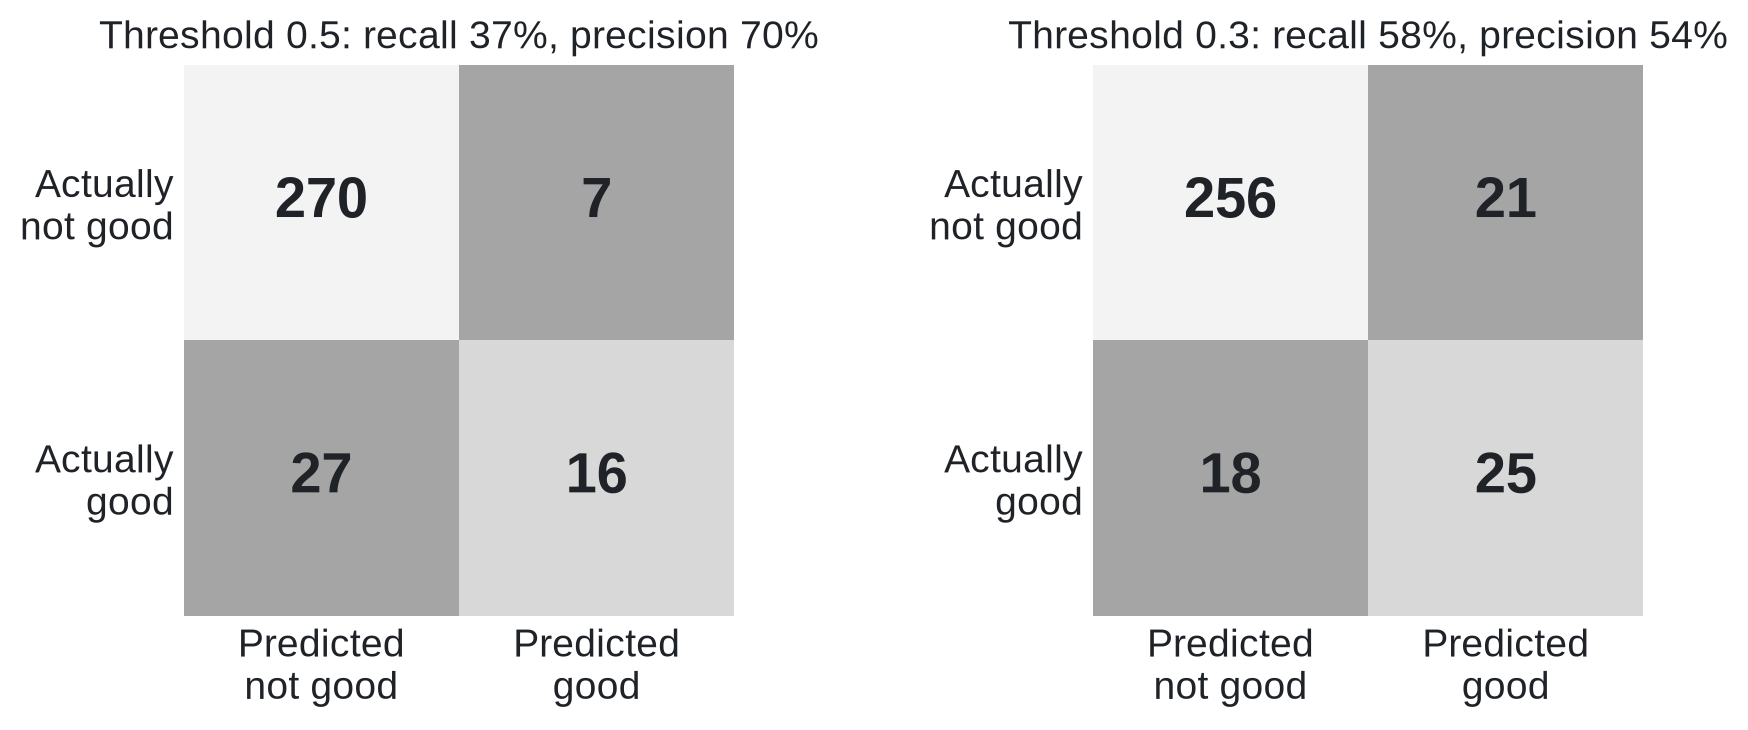 Threshold 0.5: recall 37%, precision 70%
Actually
not good
270
7
Actually
good
27
16
Predicted
not good
Predicted
good
Threshold 0.3: recall 58%, precision 54%
Actually
not good
256
21
Actually
good
18
25
Predicted
not good
Predicted
good